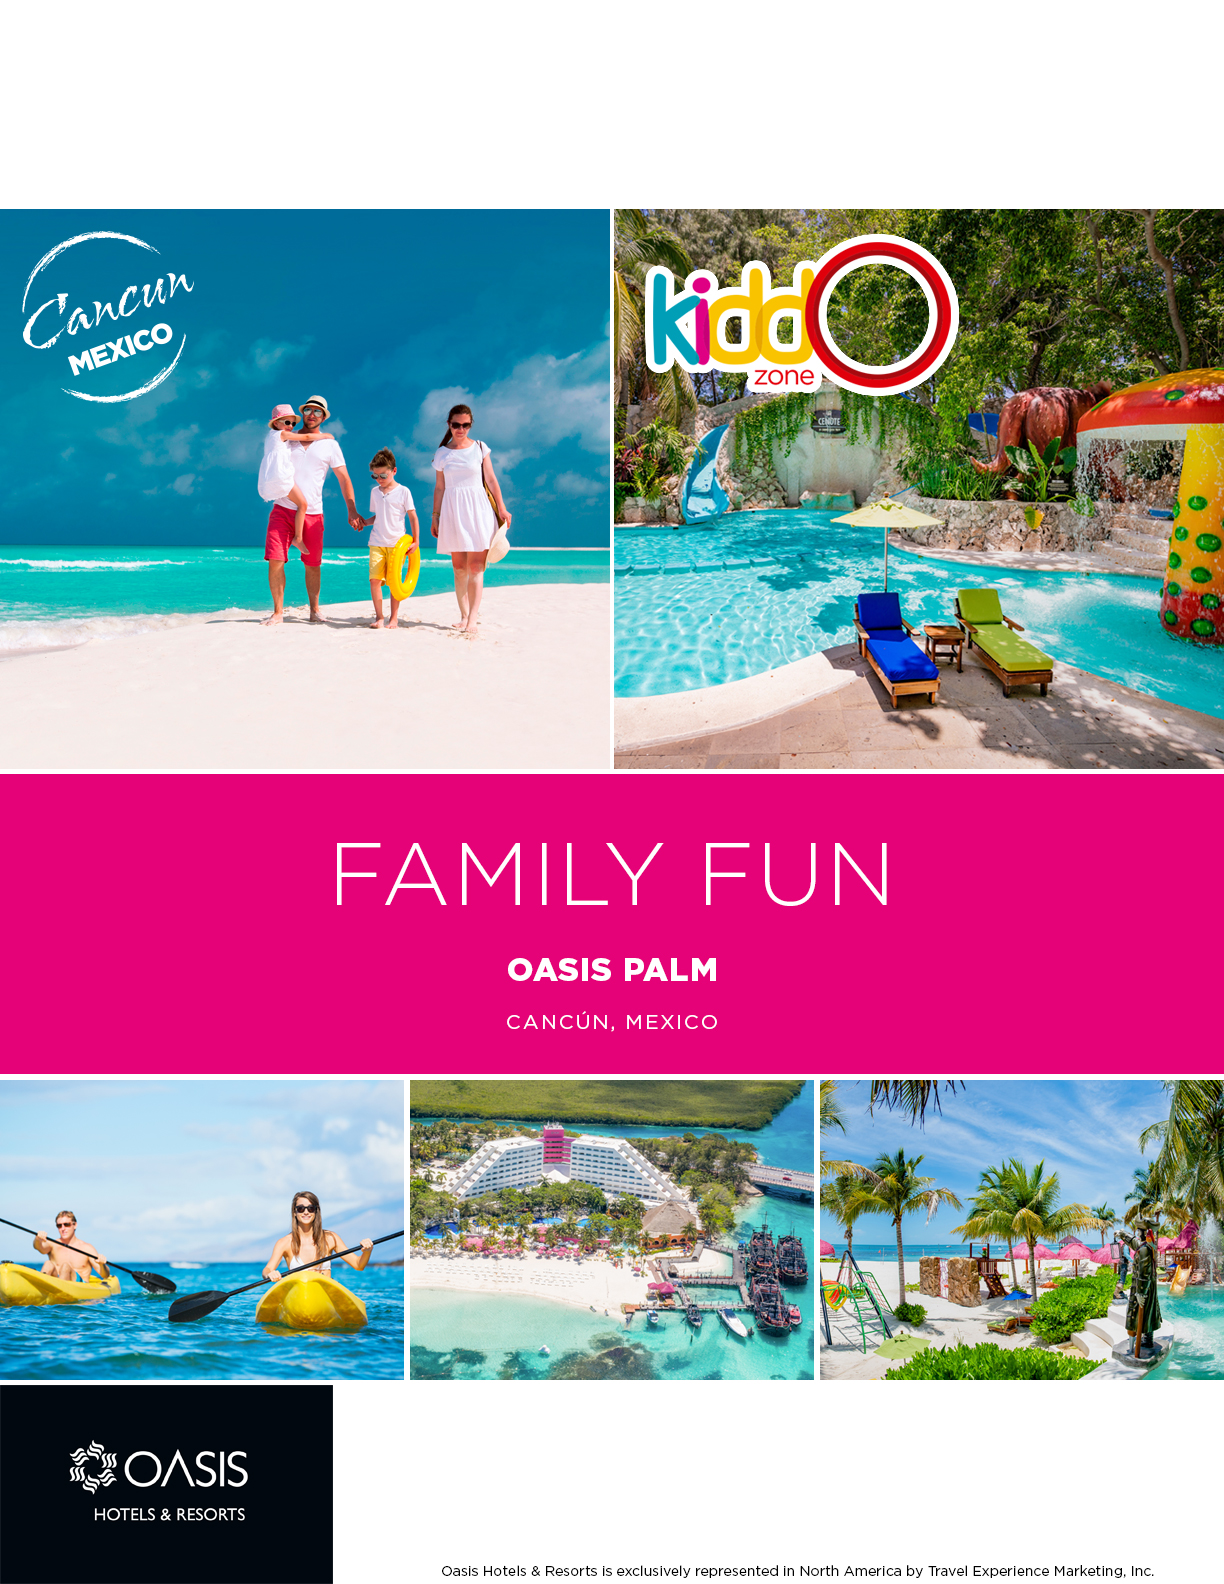 Cancun
MEXICO
kiddO
zone
CENOTE
FAMILY FUN
OASIS PALM
CANCÚN, MEXICO
OASIS
HOTELS & RESORTS
Oasis Hotels & Resorts is exclusively represented in North America by Travel Experience Marketing, Inc.